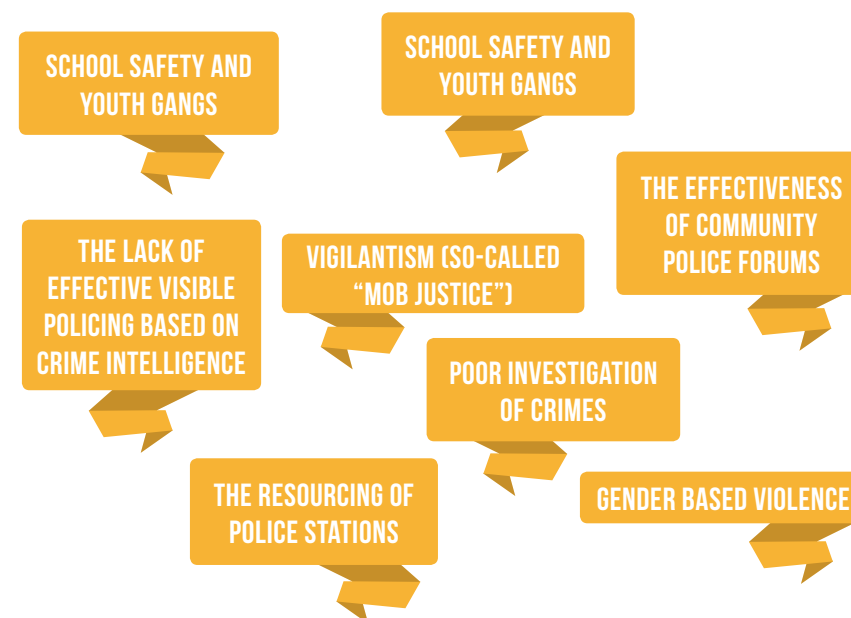 SCHOOL SAFETY AND
YOUTH GANGS
SCHOOL SAFETY AND
YOUTH GANGS
THE EFFECTIVENESS
OF COMMUNITY
POLICE FORUMS
THE LACK OF
EFFECTIVE VISIBLE
POLICING BASED ON
CRIME INTELLIGENCE
VIGILANTISM (SO-CALLED
“MOB JUSTICE”)
POOR INVESTIGATION
OF CRIMES
THE RESOURCING OF
POLICE STATIONS
GENDER BASED VIOLENCE